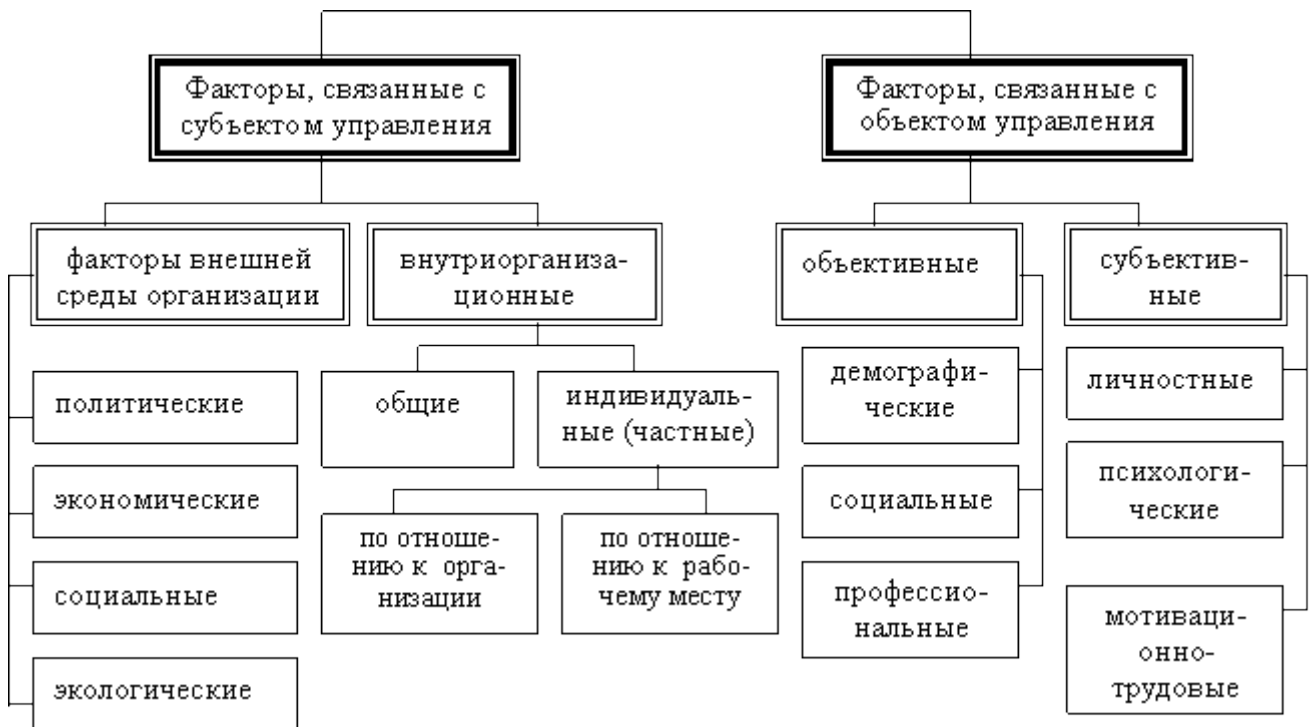 Факторы, связанные с
субъектом управления
Факторы, связанные с
объектом управления
факторы внешней
среды организации
внутриорганиза-
ционные
объективные
субъектив-
ные
политические
экономические
социальные
экологические
общие
индивидуаль-
ные (частные)
по отноше-
нию к орга-
низации
по отноше-
нию к рабо-
чему месту
демографи-
ческие
социальные
профессио-
нальные
личностные
психологи-
ческие
мотиваци-
онно-
трудовые